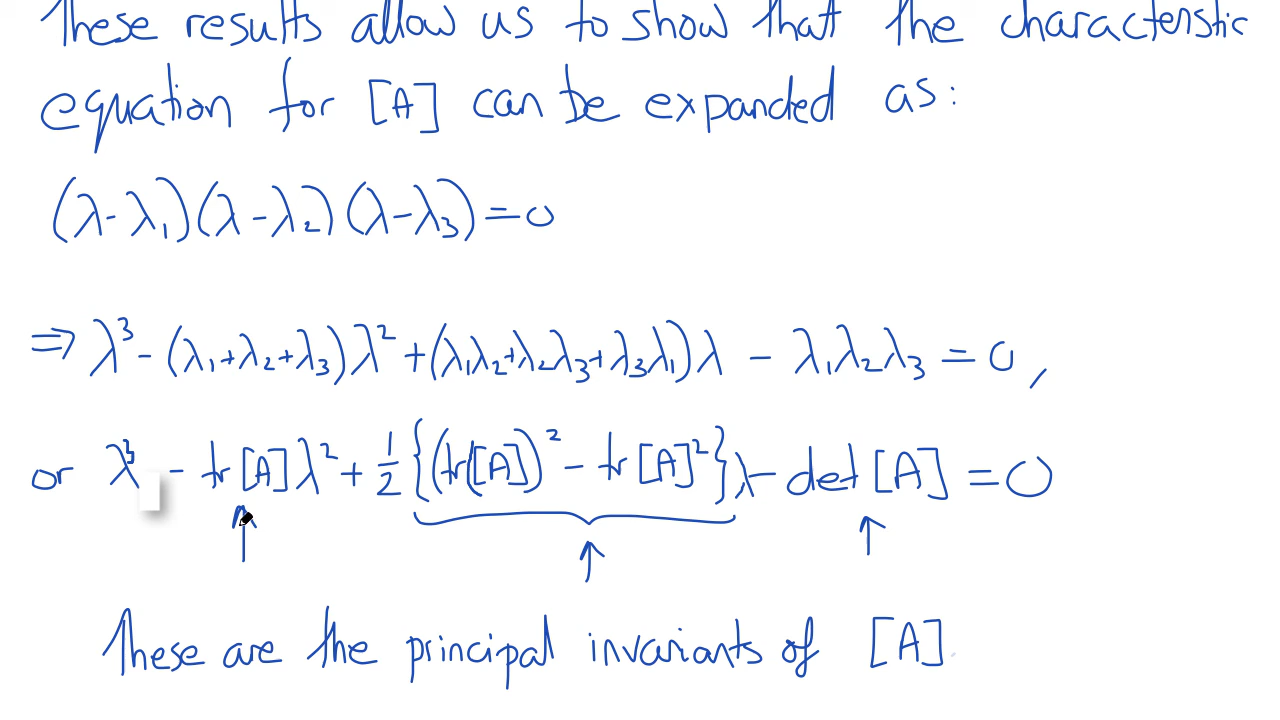 These results allow us to show that the characterstic
equation for [A] can be expanded as:
(λ-λ₁)(λ-λ₂)(λ-λ₃)=0
⇒ λ³ - (λ₁+λ₂+λ₃)λ² + (λ₁λ₂+λ₂λ₃+λ₃λ₁)λ - λ₁λ₂λ₃ = 0,
or λ³ - tr[A]λ² + 1/2{(tr[A])² - tr[A]²}λ - det[A] = 0
These are the principal invariants of [A]